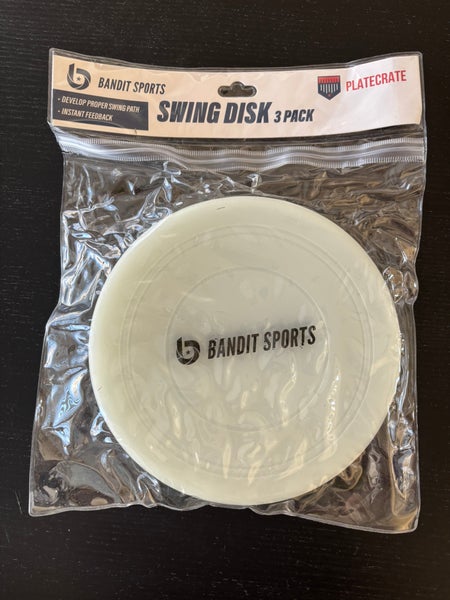 BANDIT SPORTS
• DEVELOP PROPER SWING PATH
• INSTANT FEEDBACK
SWING DISK 3 PACK
PLATECRATE
BANDIT SPORTS